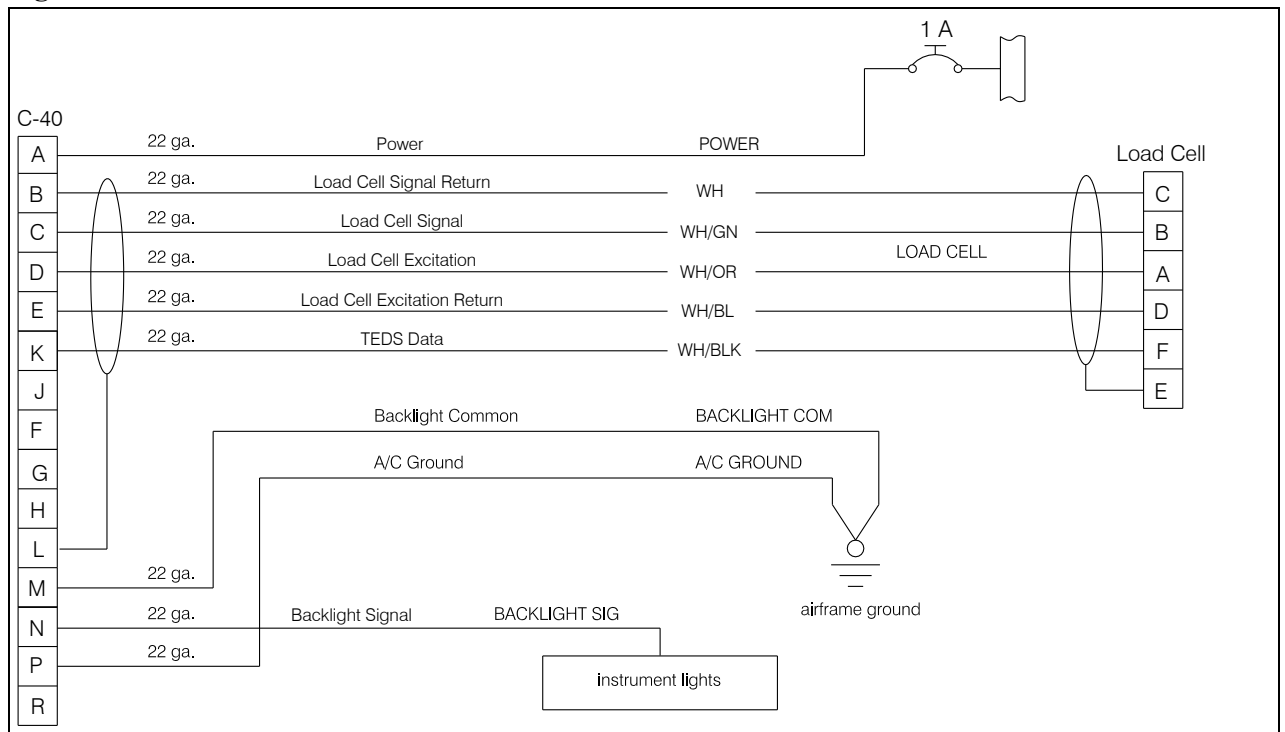 1 A
C-40
A 22 ga. Power POWER
Load Cell
B 22 ga. Load Cell Signal Return WH C
C 22 ga. Load Cell Signal WH/GN B
LOAD CELL
D 22 ga. Load Cell Excitation WH/OR A
E 22 ga. Load Cell Excitation Return WH/BL D
K 22 ga. TEDS Data WH/BLK F
J E
F Backlight Common BACKLIGHT COM
G A/C Ground A/C GROUND
H
L
M 22 ga.
airframe ground
N 22 ga. Backlight Signal BACKLIGHT SIG
P 22 ga.
instrument lights
R